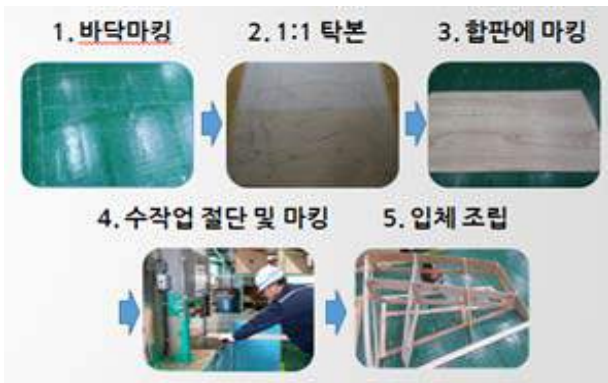 1. 바닥마킹
2. 1:1 탁본
3. 합판에 마킹
4. 수작업 절단 및 마킹
5. 입체 조립